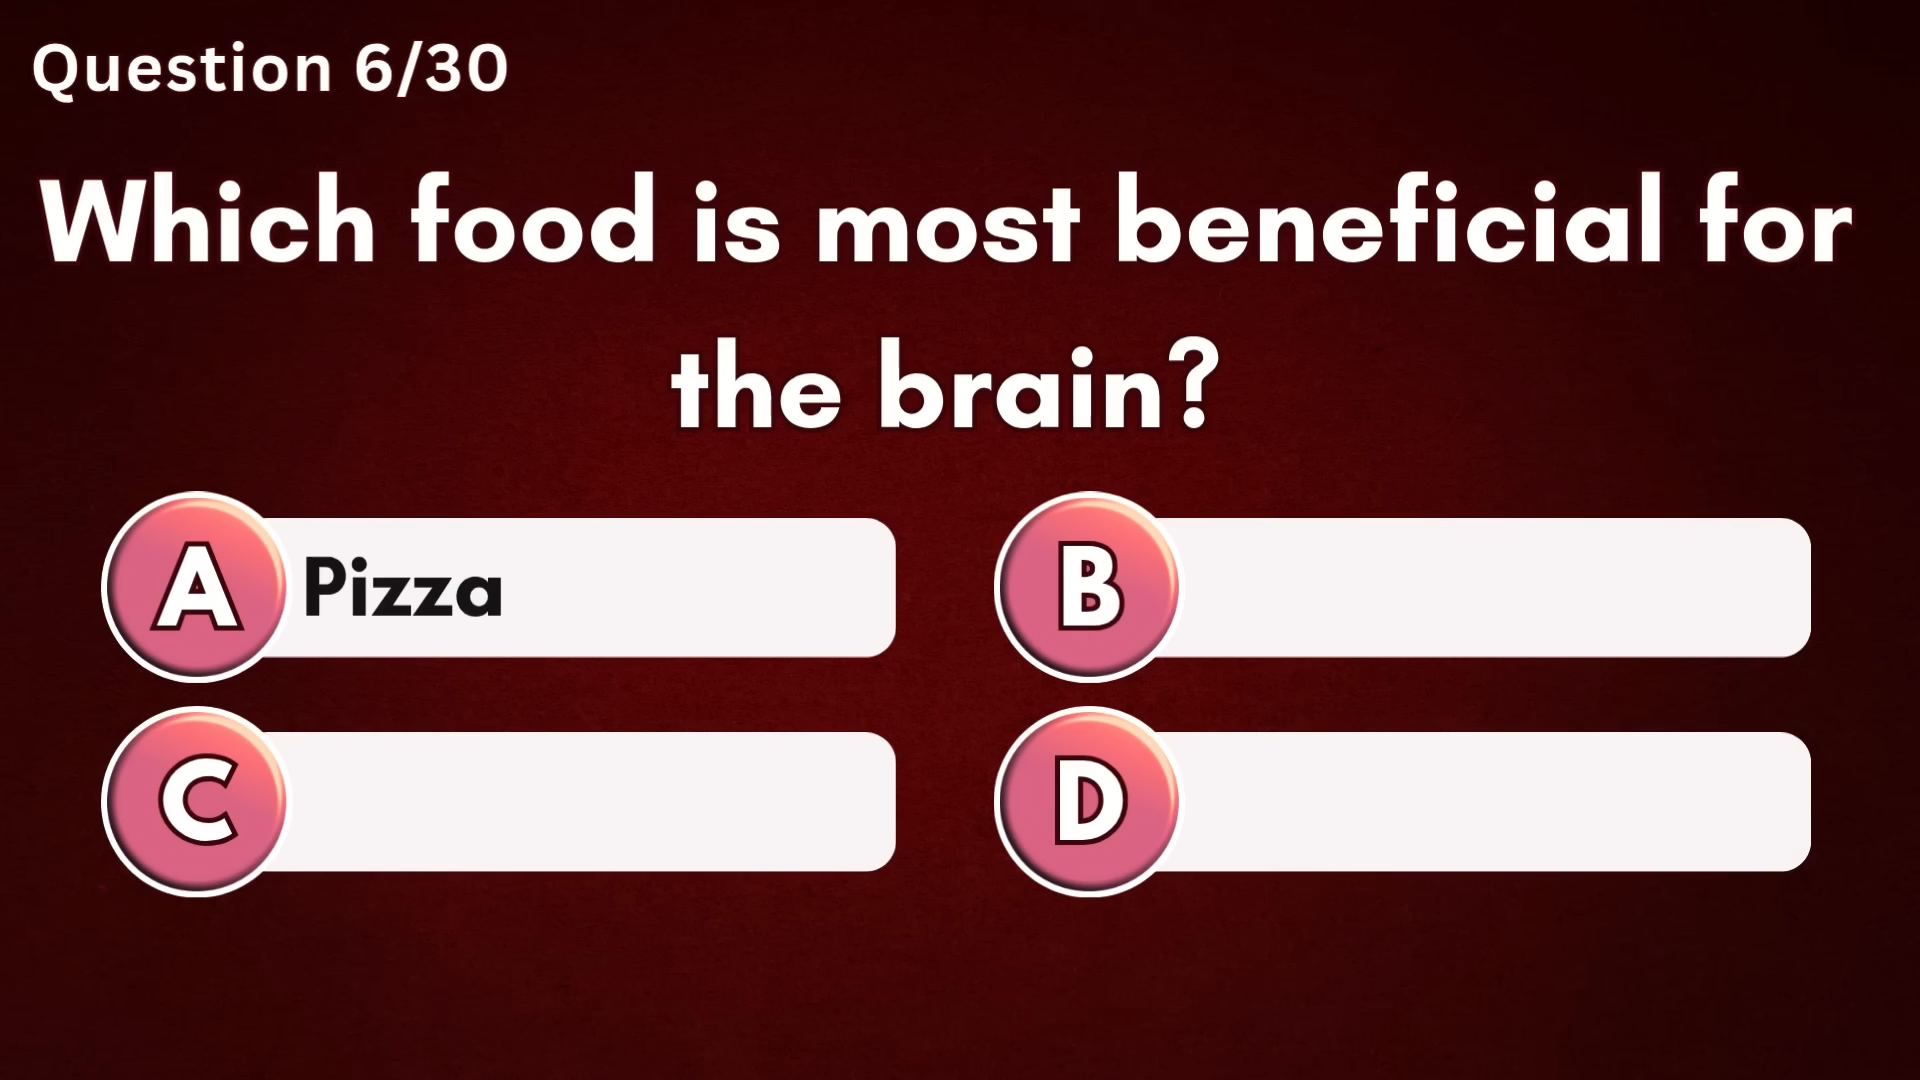 Question 6/30
Which food is most beneficial for
the brain?
A Pizza
B
C
D